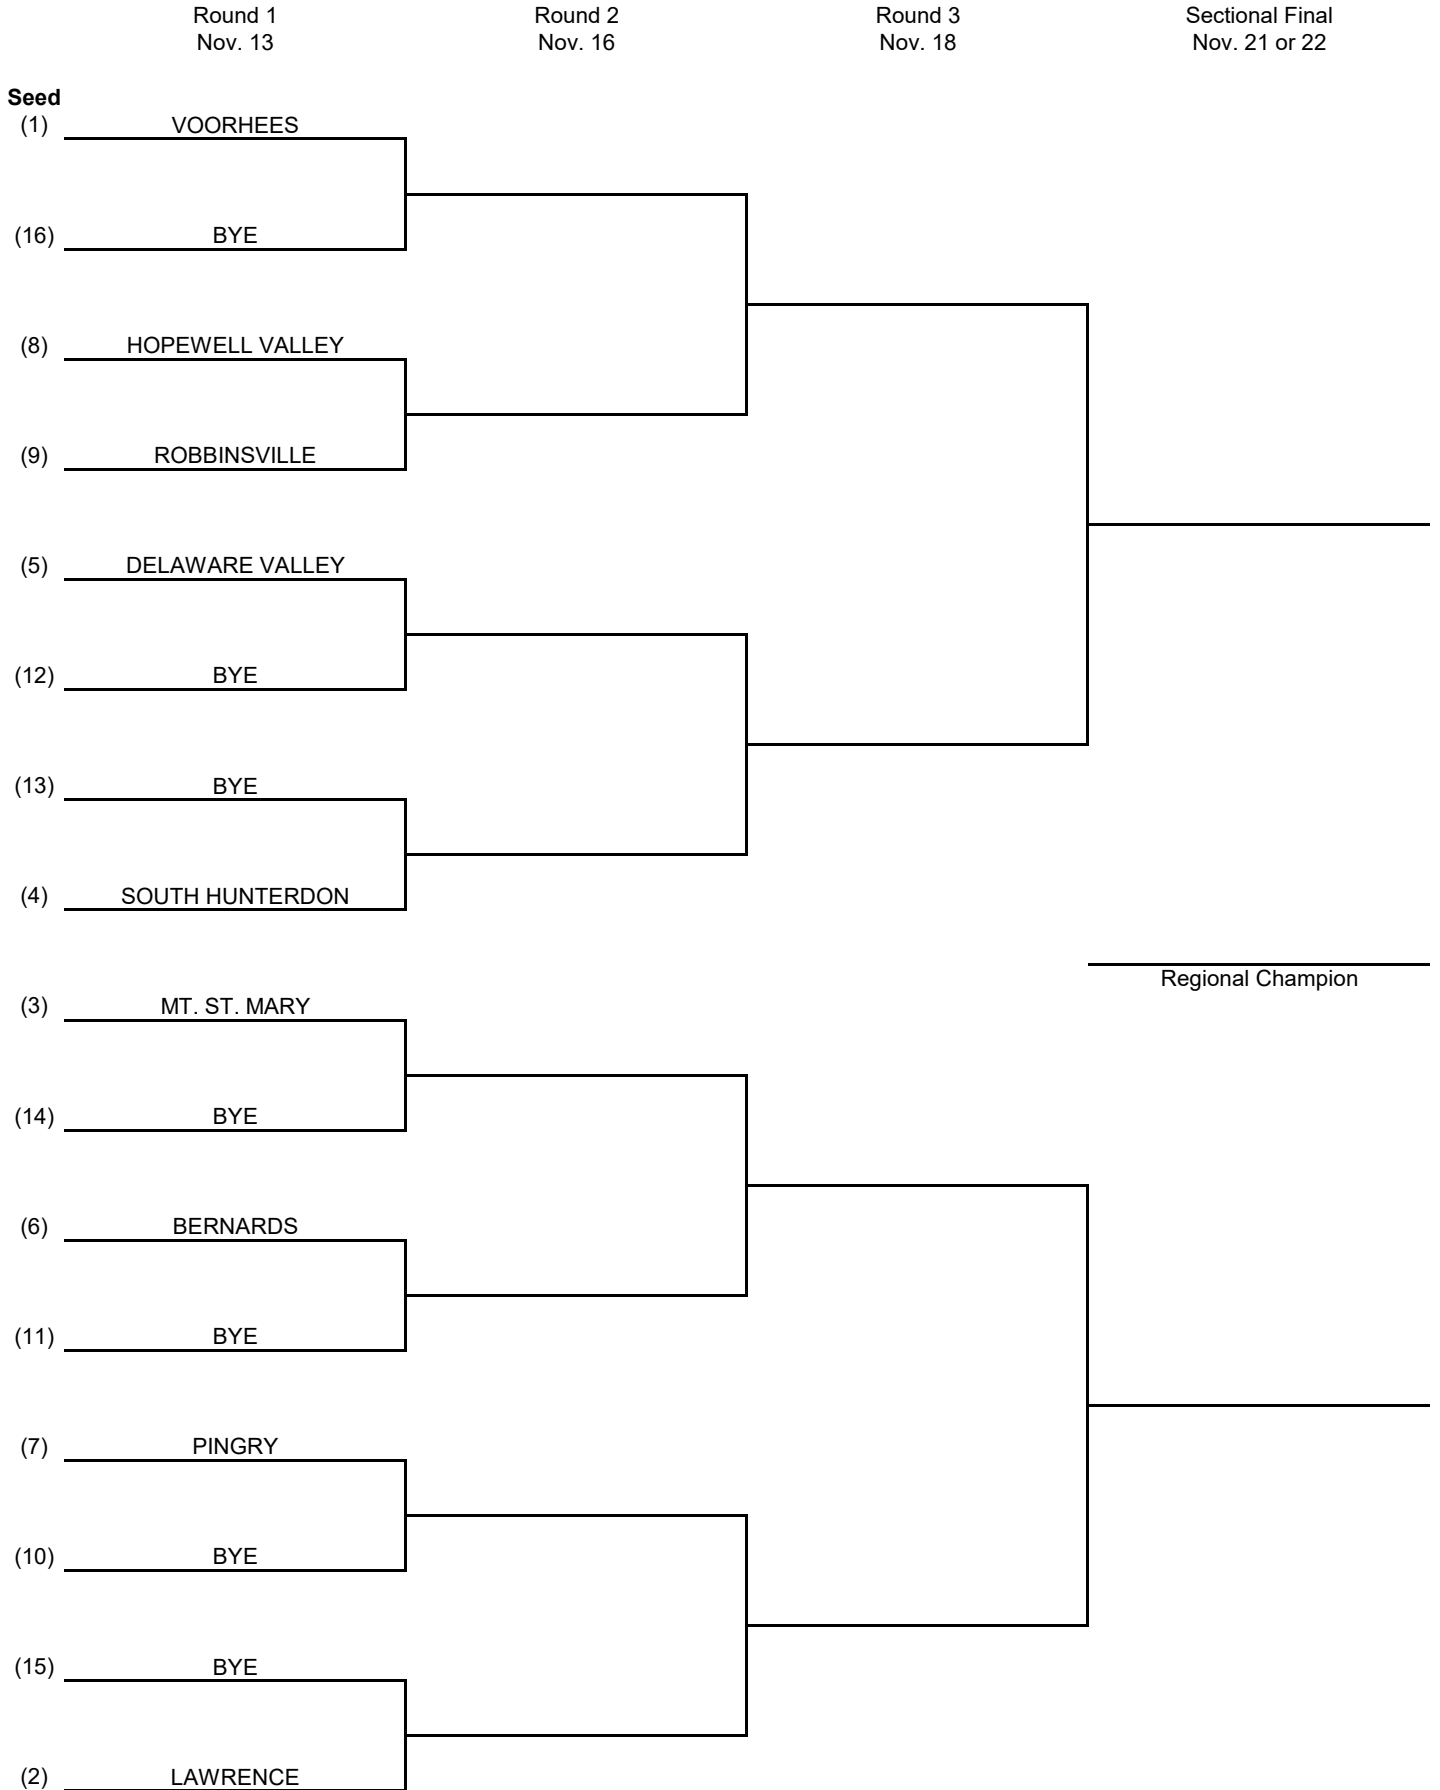 Round 1 Round 2 Round 3 Sectional Final
Nov. 13 Nov. 16 Nov. 18 Nov. 21 or 22
Seed
(1) VOORHEES
(16) BYE
(8) HOPEWELL VALLEY
(9) ROBBINSVILLE
(5) DELAWARE VALLEY
(12) BYE
(13) BYE
(4) SOUTH HUNTERDON
Regional Champion
(3) MT. ST. MARY
(14) BYE
(6) BERNARDS
(11) BYE
(7) PINGRY
(10) BYE
(15) BYE
(2) LAWRENCE